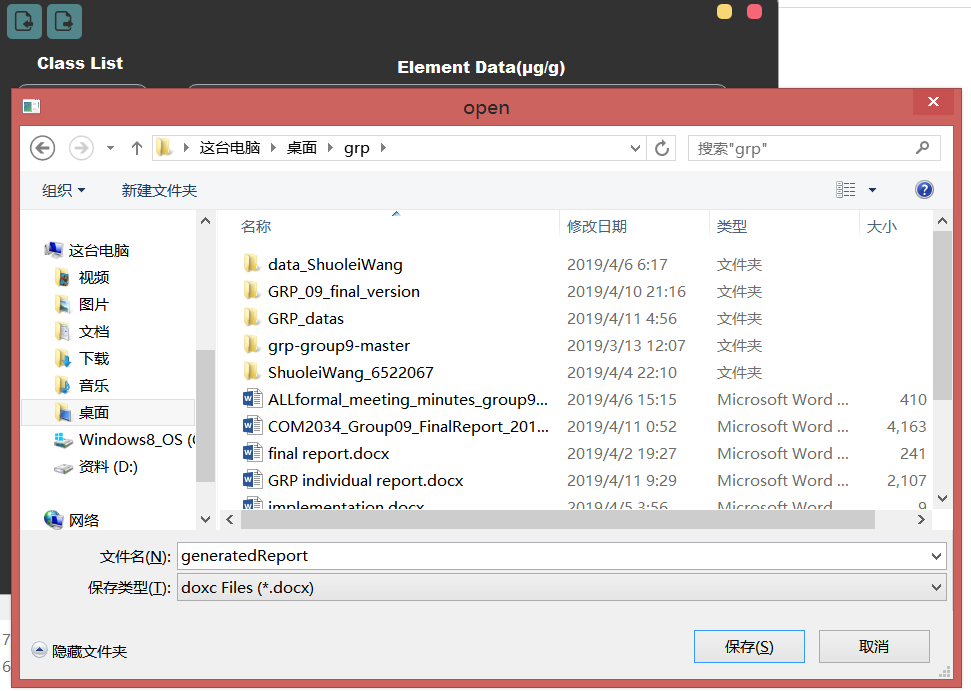 Class List
Element Data(μg/g)
open
这台电脑 桌面 grp
搜索"grp"
组织 新建文件夹
名称 修改日期 类型 大小
这台电脑
视频
图片
文档
下载
音乐
桌面
Windows8_OS (
资料 (D:)
网络
data_ShuoleiWang 2019/4/6 6:17 文件夹
GRP_09_final_version 2019/4/10 21:16 文件夹
GRP_datas 2019/4/11 4:56 文件夹
grp-group9-master 2019/3/13 12:07 文件夹
ShuoleiWang_6522067 2019/4/4 22:10 文件夹
ALLformal_meeting_minutes_group9... 2019/4/6 15:15 Microsoft Word ... 410
COM2034_Group09_FinalReport_201... 2019/4/11 0:52 Microsoft Word ... 4,163
final report.docx 2019/4/2 19:27 Microsoft Word ... 241
GRP individual report.docx 2019/4/11 9:29 Microsoft Word ... 2,107
implementation.docx 2019/4/5 3:56 Microsoft Word ... 9
文件名(N): generatedReport
保存类型(T): doxc Files (*.docx)
7
6
隐藏文件夹
保存(S) 取消